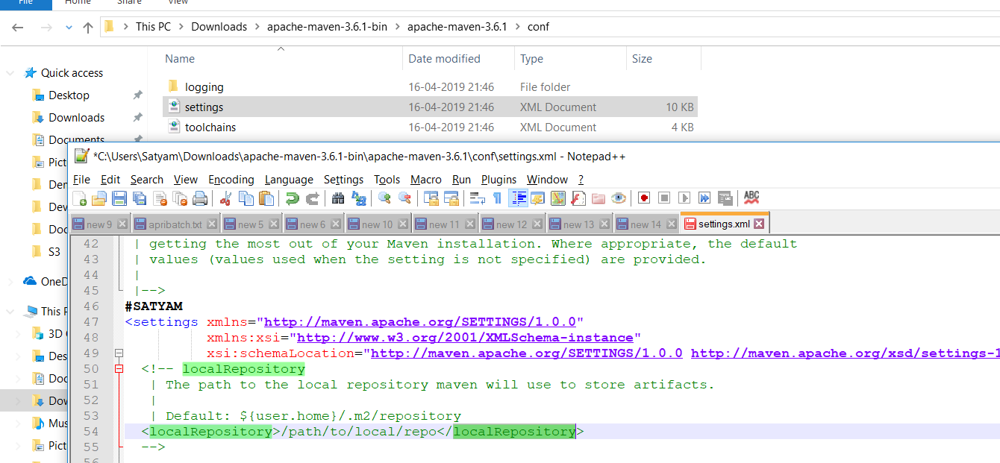 File Home Share View
This PC > Downloads > apache-maven-3.6.1-bin > apache-maven-3.6.1 > conf
Name Date modified Type Size
Quick access
Desktop
Downloads
Documents
Pict
Der
Dev
Doc
S3
OneD
This P
3D
Des
Doc
Dow
Mus
Pict
logging 16-04-2019 21:46 File folder
settings 16-04-2019 21:46 XML Document 10 KB
toolchains 16-04-2019 21:46 XML Document 4 KB
*C:\Users\Satyam\Downloads\apache-maven-3.6.1-bin\apache-maven-3.6.1\conf\settings.xml - Notepad++
File Edit Search View Encoding Language Settings Tools Macro Run Plugins Window ?
ABC
new 9 apribatch.txt new 5 new 6 new 10 new 11 new 12 new 13 new 14 settings.xml
42 | getting the most out of your Maven installation. Where appropriate, the default
43 | values (values used when the setting is not specified) are provided.
44 |
45 |-->
46 #SATYAM
47 <settings xmlns="http://maven.apache.org/SETTINGS/1.0.0"
48 xmlns:xsi="http://www.w3.org/2001/XMLSchema-instance"
49 xsi:schemaLocation="http://maven.apache.org/SETTINGS/1.0.0 http://maven.apache.org/xsd/settings-1
50 <!-- localRepository
51 | The path to the local repository maven will use to store artifacts.
52 |
53 | Default: ${user.home}/.m2/repository
54 <localRepository>/path/to/local/repo</localRepository>
55 -->
56